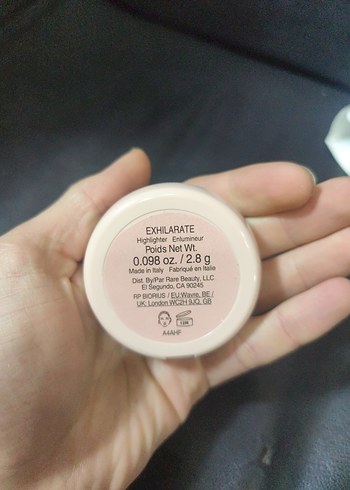 EXHILARATE
Highlighter Enlumineur
Poids Net Wt.
0.098 oz. / 2.8 g
Made in Italy Fabriqué en Italie
Dist. By/Par Rare Beauty, LLC
El Segundo, CA 90245
RP BIORIUS / EU:Wavre, BE /
UK: London WC2H 9JQ, GB
A4AHF